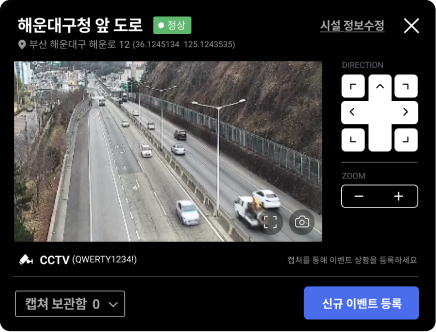 해운대구청 앞 도로
정상
시설 정보수정
부산 해운대구 해운로 12 (36.1245134 125.1243535)
DIRECTION
ZOOM
CCTV (QWERTY1234!)
캡쳐를 통해 이벤트 상황을 등록하세요
캡쳐 보관함 0
신규 이벤트 등록